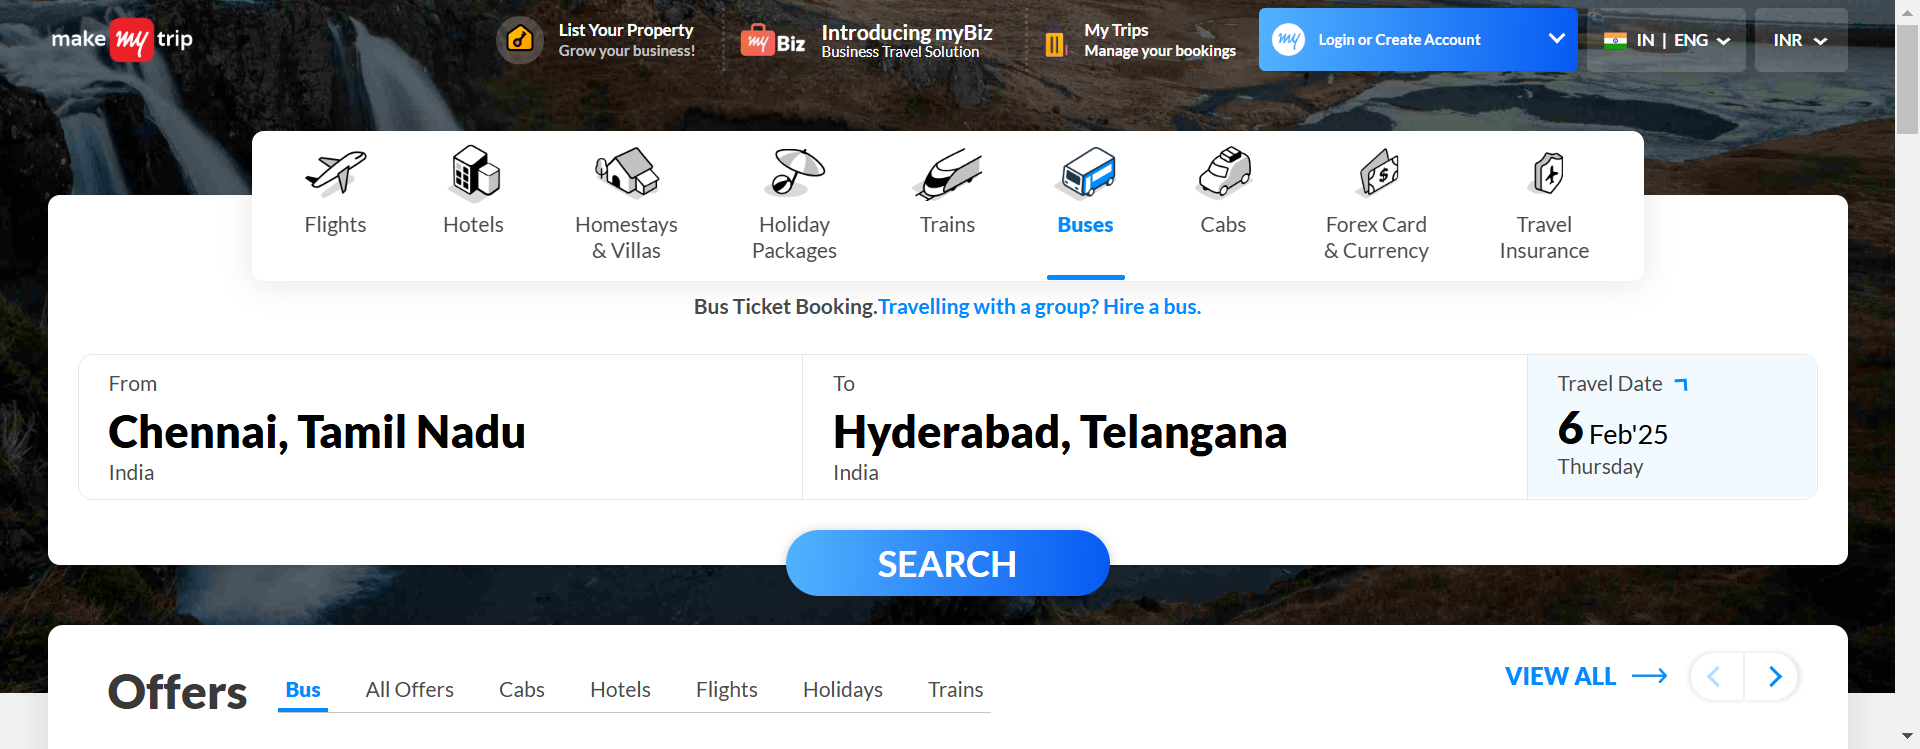 make my trip
List Your Property
Grow your business!
my Biz
Introducing myBiz
Business Travel Solution
My Trips
Manage your bookings
my
Login or Create Account
IN | ENG
INR
Flights
Hotels
Homestays
& Villas
Holiday
Packages
Trains
Buses
Cabs
Forex Card
& Currency
Travel
Insurance
Bus Ticket Booking.Travelling with a group? Hire a bus.
From
Chennai, Tamil Nadu
India
To
Hyderabad, Telangana
India
Travel Date
6 Feb'25
Thursday
SEARCH
Offers
Bus
All Offers
Cabs
Hotels
Flights
Holidays
Trains
VIEW ALL